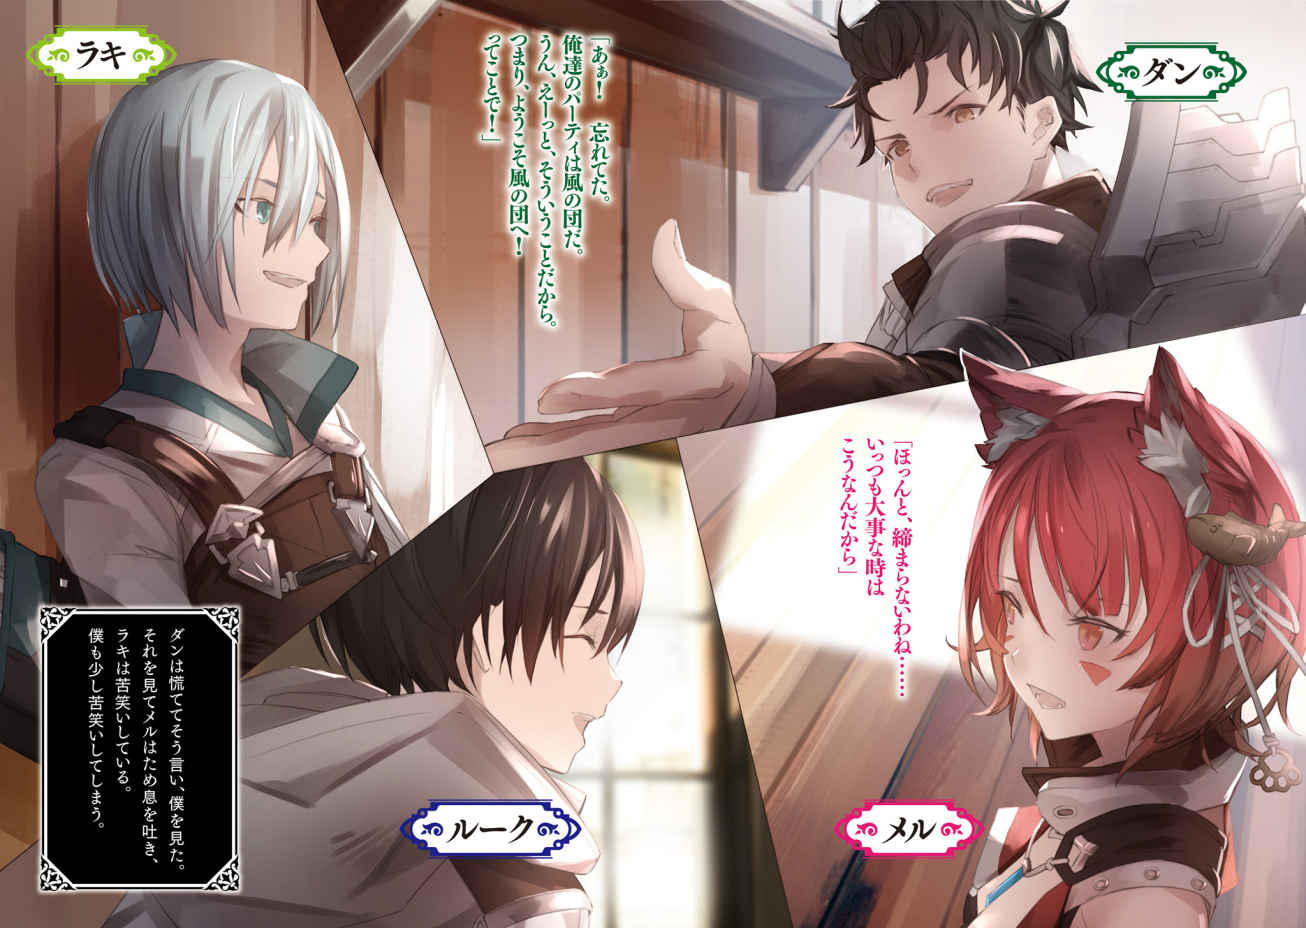 ダン
「あぁ！　忘れてた。
俺達のパーティは風の団だ。
うん、えーっと、そういうことだから。
つまり、ようこそ風の団へ！
ってことで！」
ラキ
「ほっんと、締まらないわね……
いっつも大事な時は
こうなんだから」
メル
ルーク
ダンは慌ててそう言い、僕を見た。
それを見てメルはため息を吐き、
ラキは苦笑いしている。
僕も少し苦笑いしてしまう。